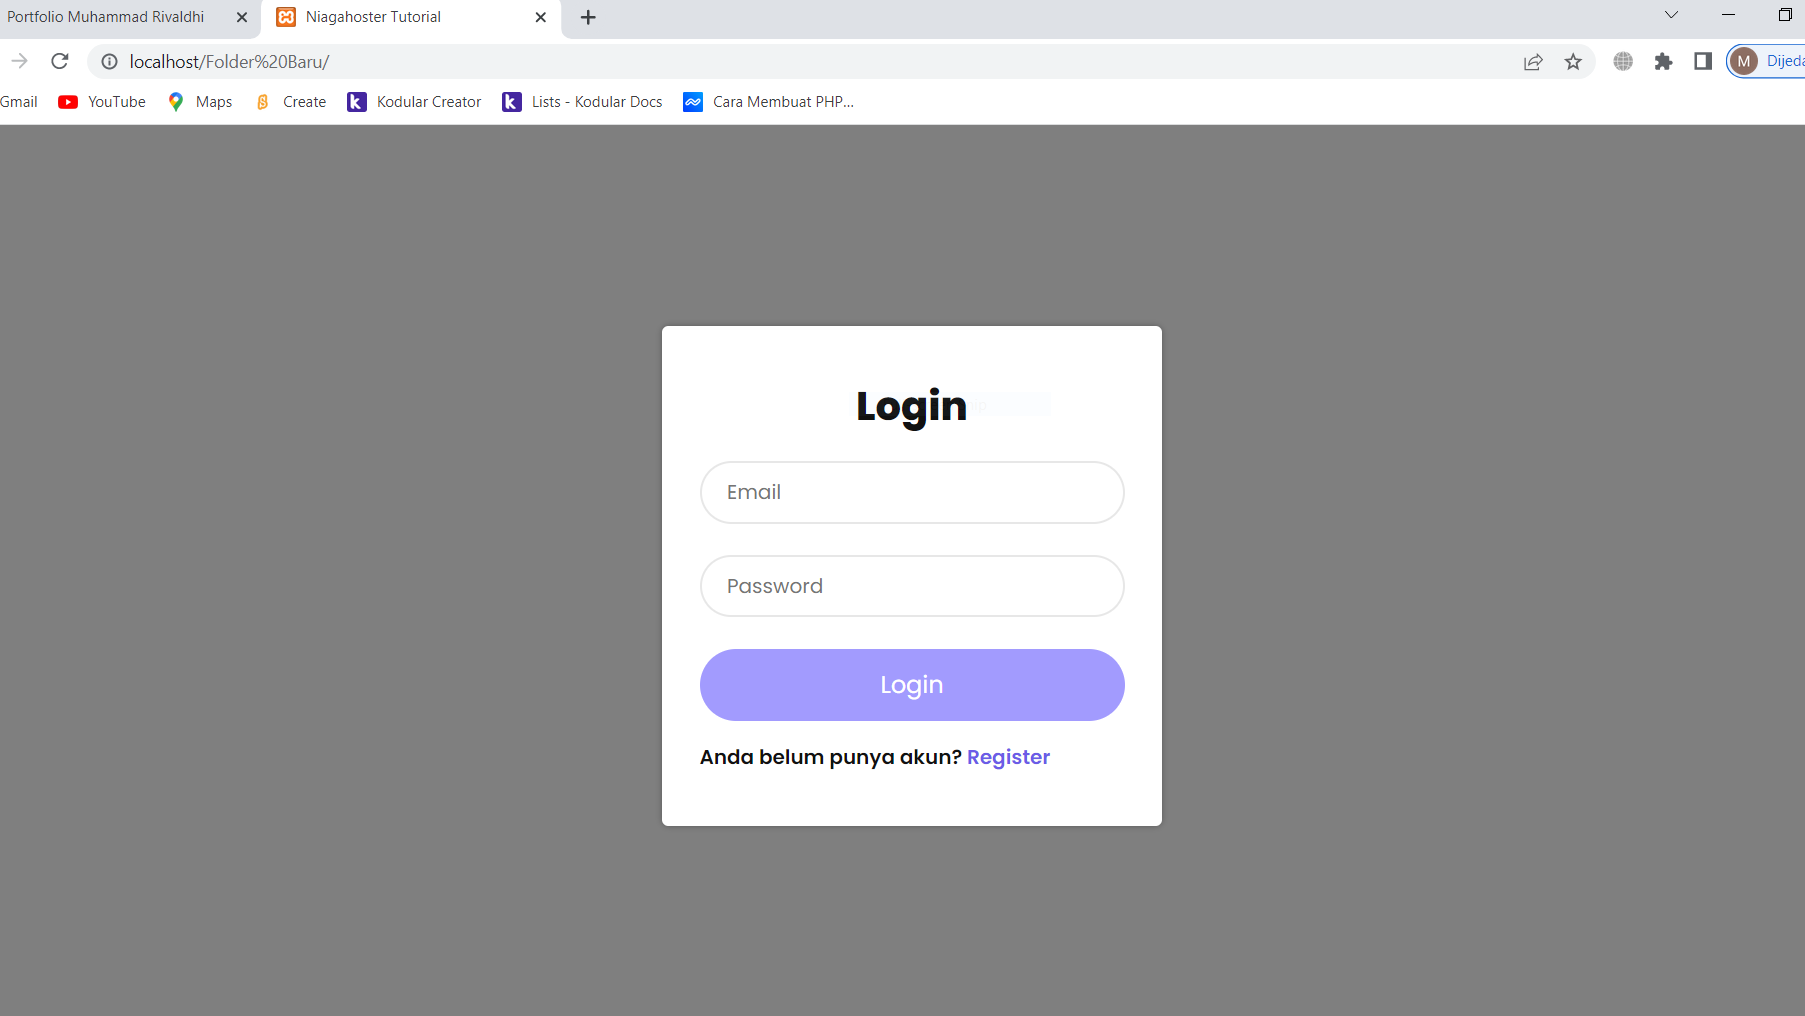 Portfolio Muhammad Rivaldhi
Niagahoster Tutorial
localhost/Folder%20Baru/
M
Gmail
YouTube
Maps
Create
Kodular Creator
Lists - Kodular Docs
Cara Membuat PHP...
Login
Email
Password
Login
Anda belum punya akun? Register